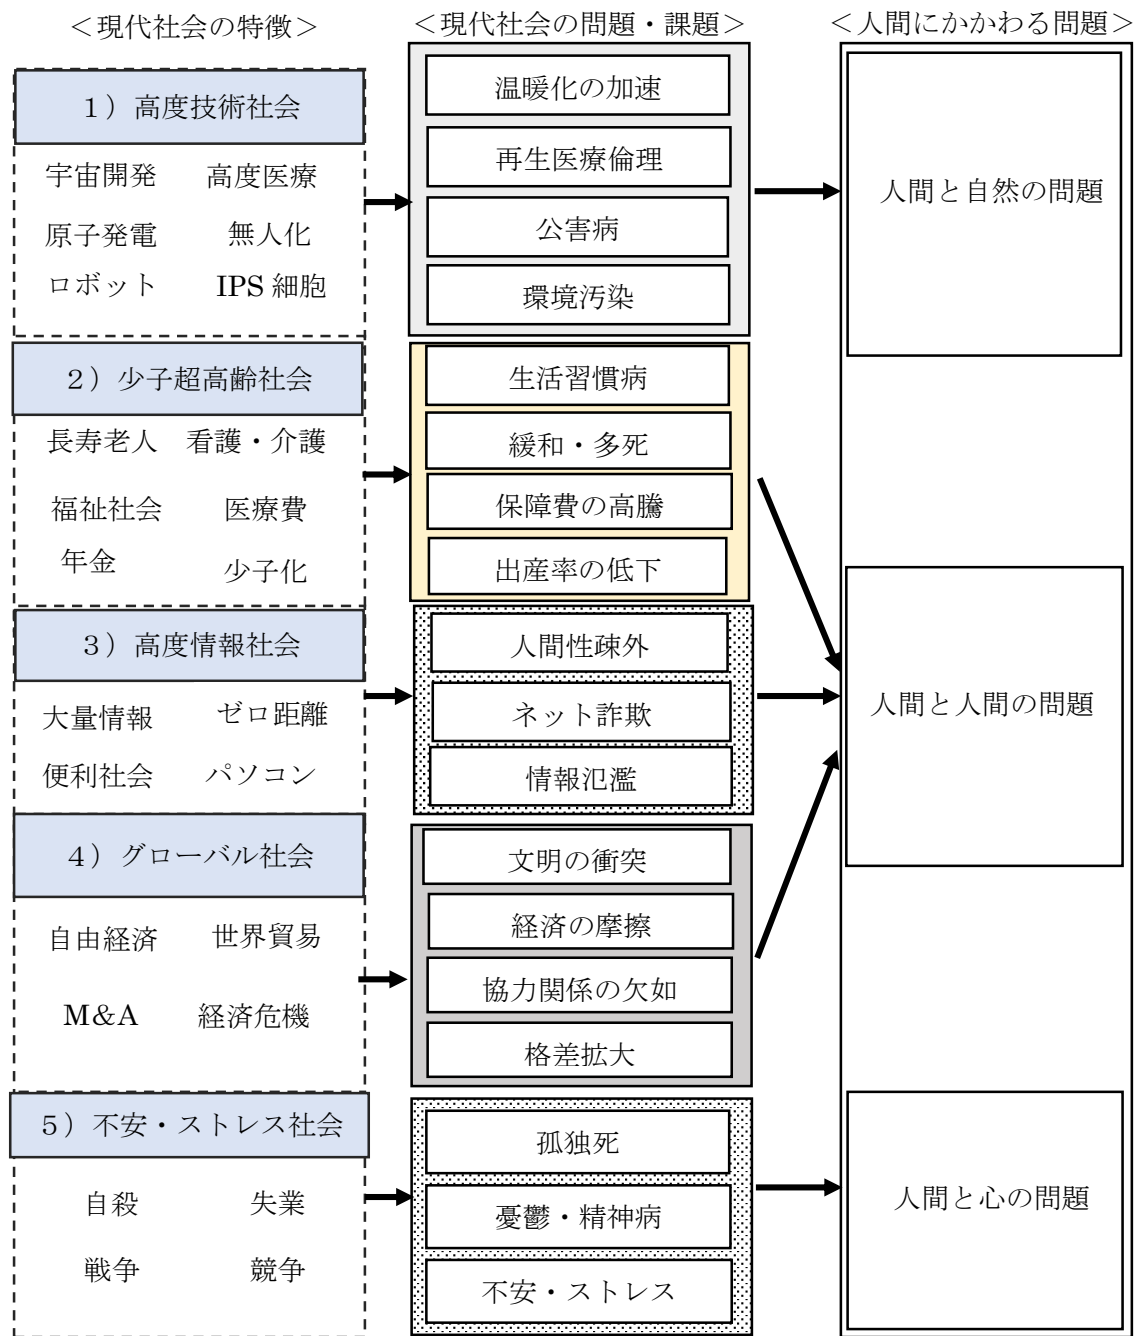 ＜現代社会の特徴＞
＜現代社会の問題・課題＞
＜人間にかかわる問題＞
１）高度技術社会
宇宙開発 高度医療
原子発電 無人化
ロボット IPS 細胞
温暖化の加速
再生医療倫理
公害病
環境汚染
人間と自然の問題
２）少子超高齢社会
長寿老人 看護・介護
福祉社会 医療費
年金 少子化
生活習慣病
緩和・多死
保障費の高騰
出産率の低下
３）高度情報社会
大量情報 ゼロ距離
便利社会 パソコン
人間性疎外
ネット詐欺
情報氾濫
人間と人間の問題
４）グローバル社会
自由経済 世界貿易
M&A 経済危機
文明の衝突
経済の摩擦
協力関係の欠如
格差拡大
５）不安・ストレス社会
自殺 失業
戦争 競争
孤独死
憂鬱・精神病
不安・ストレス
人間と心の問題